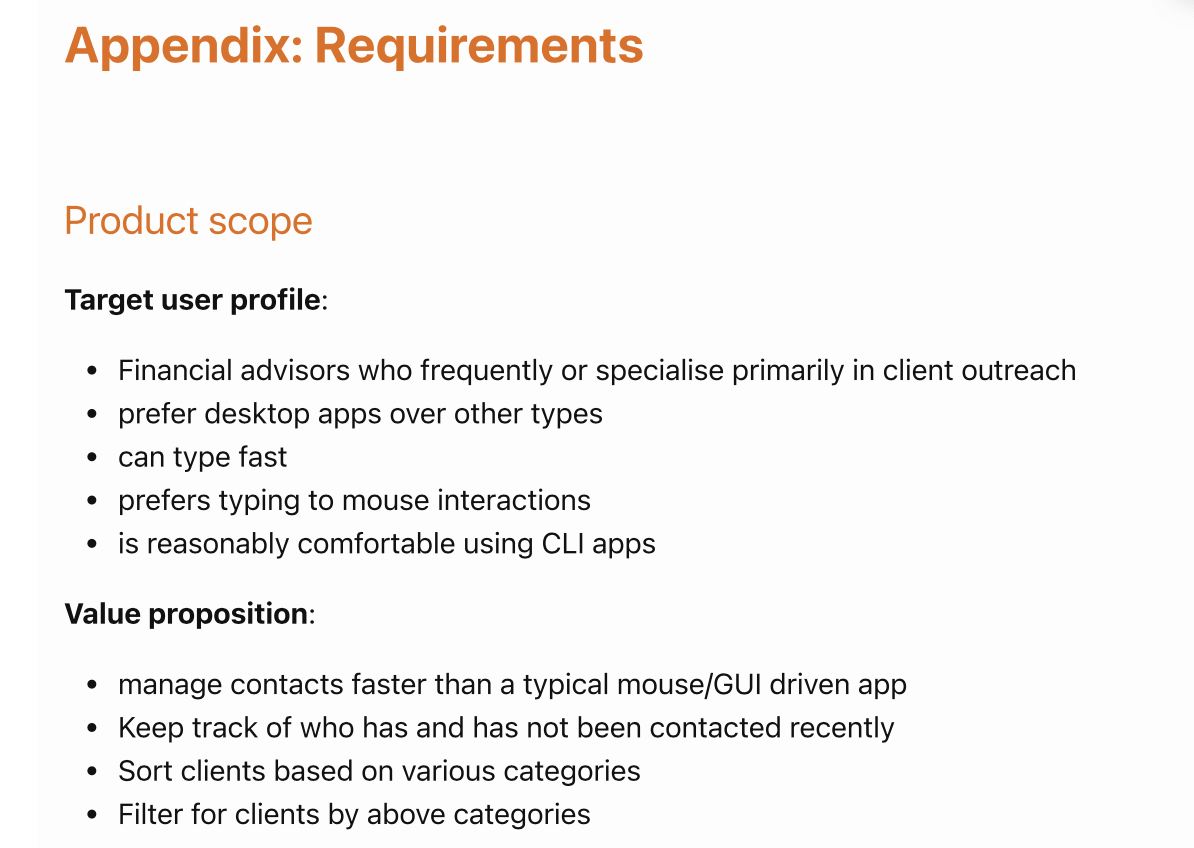 Appendix: Requirements
Product scope
Target user profile:
• Financial advisors who frequently or specialise primarily in client outreach
• prefer desktop apps over other types
• can type fast
• prefers typing to mouse interactions
• is reasonably comfortable using CLI apps
Value proposition:
• manage contacts faster than a typical mouse/GUI driven app
• Keep track of who has and has not been contacted recently
• Sort clients based on various categories
• Filter for clients by above categories